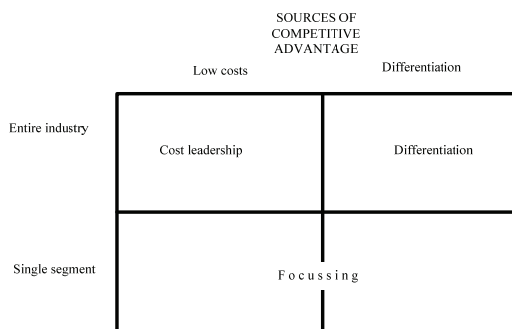 SOURCES OF
COMPETITIVE
ADVANTAGE
Low costs
Differentiation
Entire industry
Cost leadership
Differentiation
Single segment
F o c u s s i n g